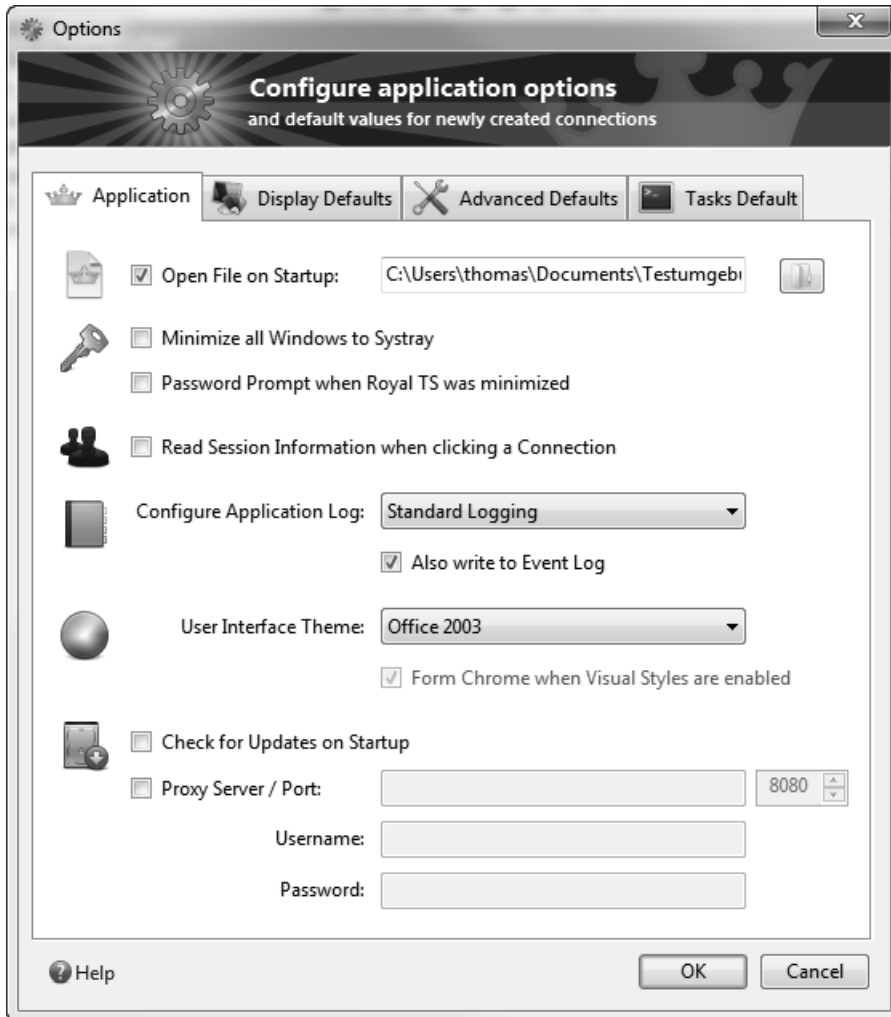 Options
Configure application options
and default values for newly created connections
Application Display Defaults Advanced Defaults Tasks Default
Open File on Startup: C:\Users\thomas\Documents\Testumgebu
Minimize all Windows to Systray
Password Prompt when Royal TS was minimized
Read Session Information when clicking a Connection
Configure Application Log: Standard Logging
Also write to Event Log
User Interface Theme: Office 2003
Form Chrome when Visual Styles are enabled
Check for Updates on Startup
Proxy Server / Port: 8080
Username:
Password:
Help OK Cancel